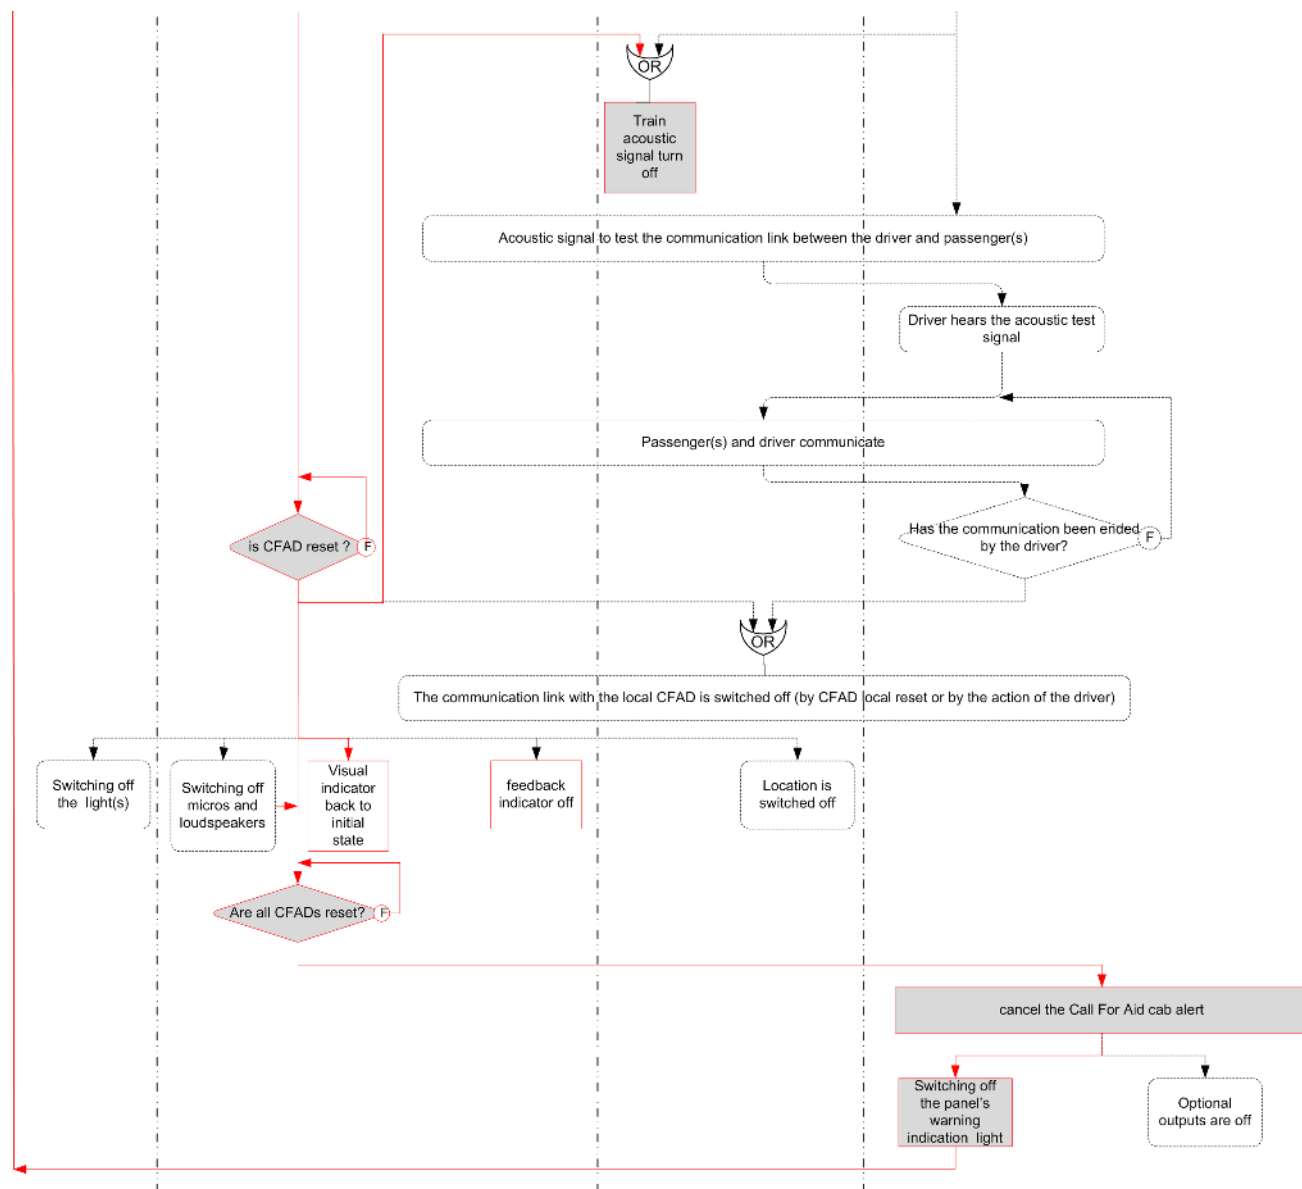 OR
Train
acoustic
signal turn
off
Acoustic signal to test the communication link between the driver and passenger(s)
Driver hears the acoustic test
signal
Passenger(s) and driver communicate
is CFAD reset ?
F
Has the communication been ended
by the driver?
F
OR
The communication link with the local CFAD is switched off (by CFAD local reset or by the action of the driver)
Switching off
the light(s)
Switching off
micros and
loudspeakers
Visual
indicator
back to
initial
state
feedback
indicator off
Location is
switched off
Are all CFADs reset?
F
cancel the Call For Aid cab alert
Switching off
the panel's
warning
indication light
Optional
outputs are off